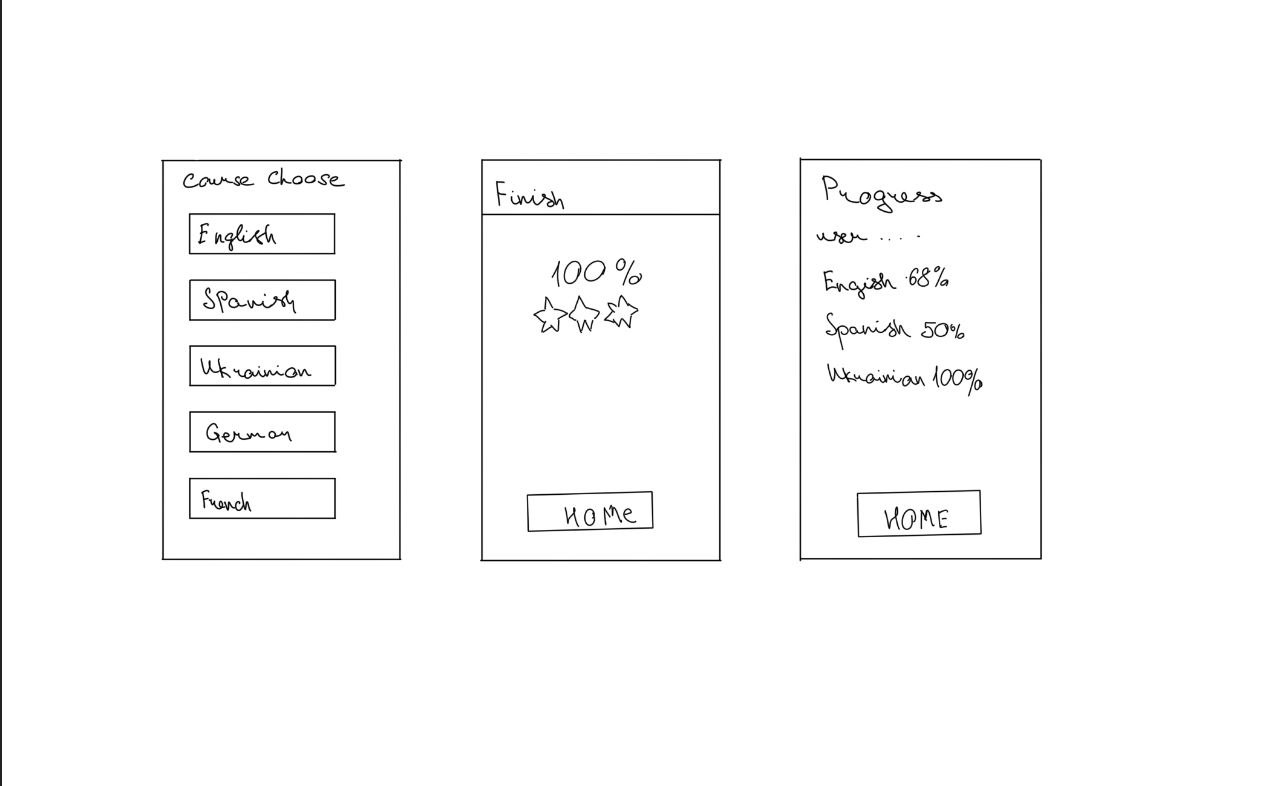 Course Choose
English
Spanish
Ukrainian
German
French
Finish
100%
HOMe
Progress
user ....
Engish 68%
Spanish 50%
Ukrainian 100%
HOME